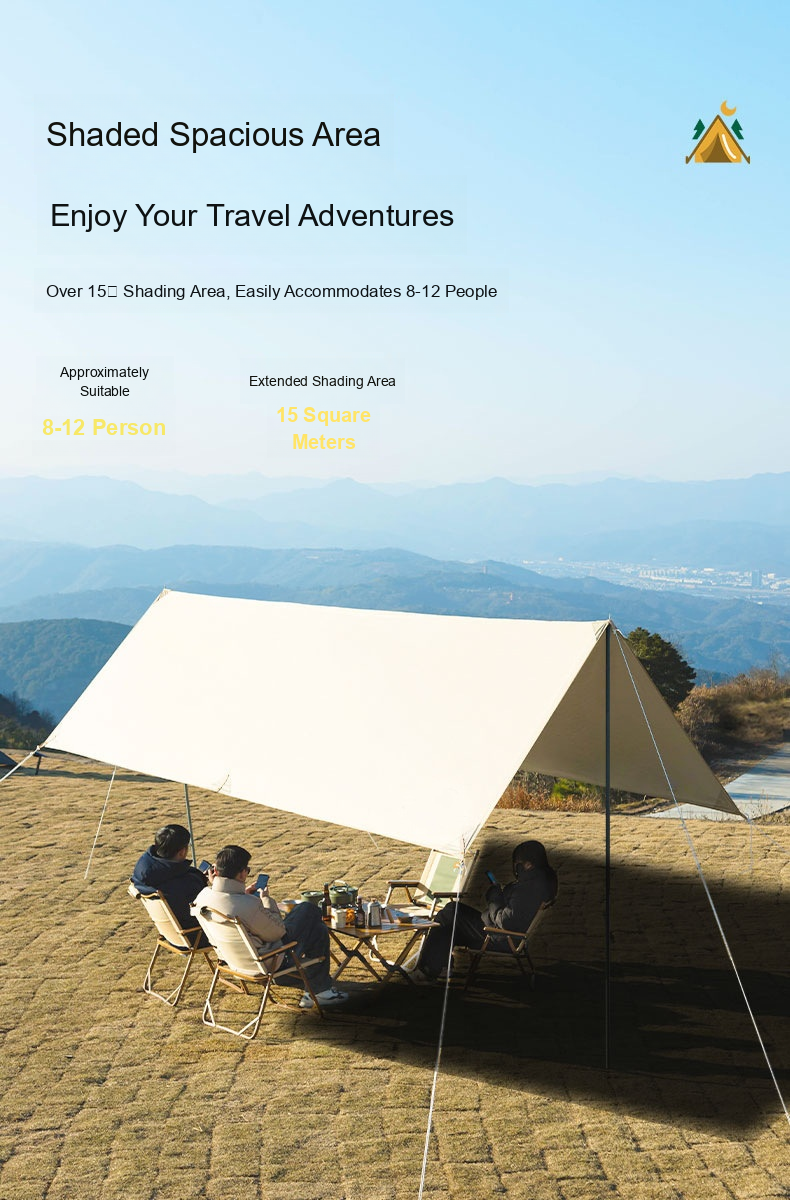 Shaded Spacious Area
Enjoy Your Travel Adventures
Over 15□ Shading Area, Easily Accommodates 8-12 People
Approximately
Suitable
8-12 Person
Extended Shading Area
15 Square
Meters